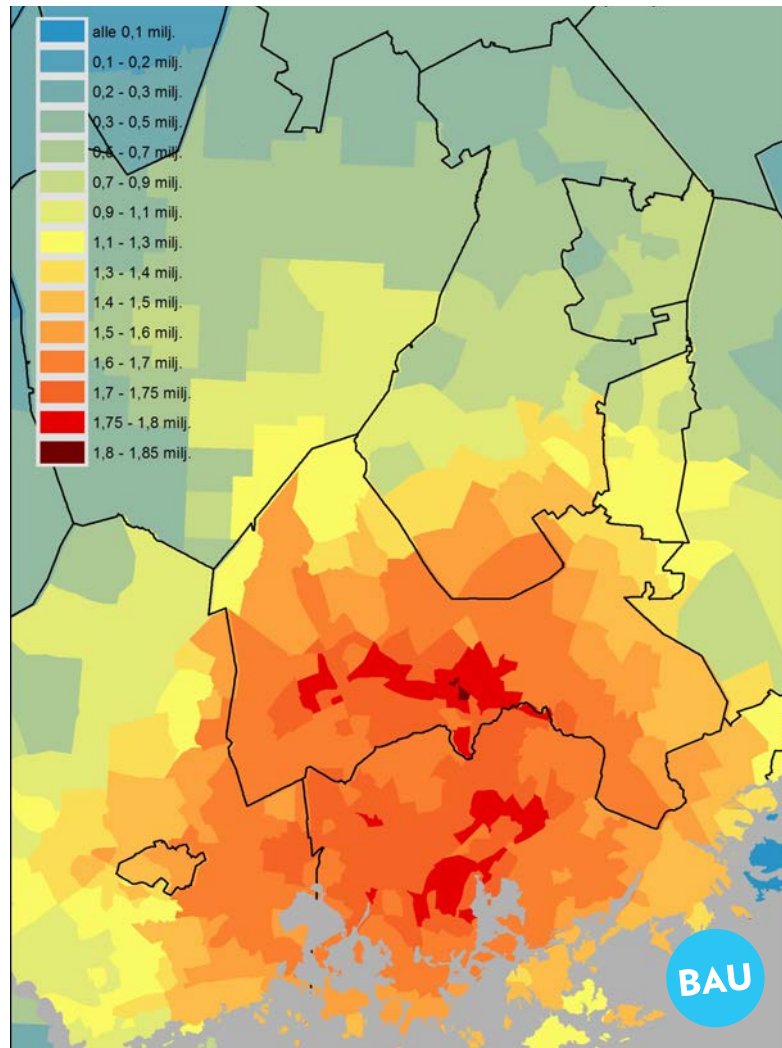 alle 0,1 milj.
0,1 - 0,2 milj.
0,2 - 0,3 milj.
0,3 - 0,5 milj.
0,5 - 0,7 milj.
0,7 - 0,9 milj.
0,9 - 1,1 milj.
1,1 - 1,3 milj.
1,3 - 1,4 milj.
1,4 - 1,5 milj.
1,5 - 1,6 milj.
1,6 - 1,7 milj.
1,7 - 1,75 milj.
1,75 - 1,8 milj.
1,8 - 1,85 milj.
BAU